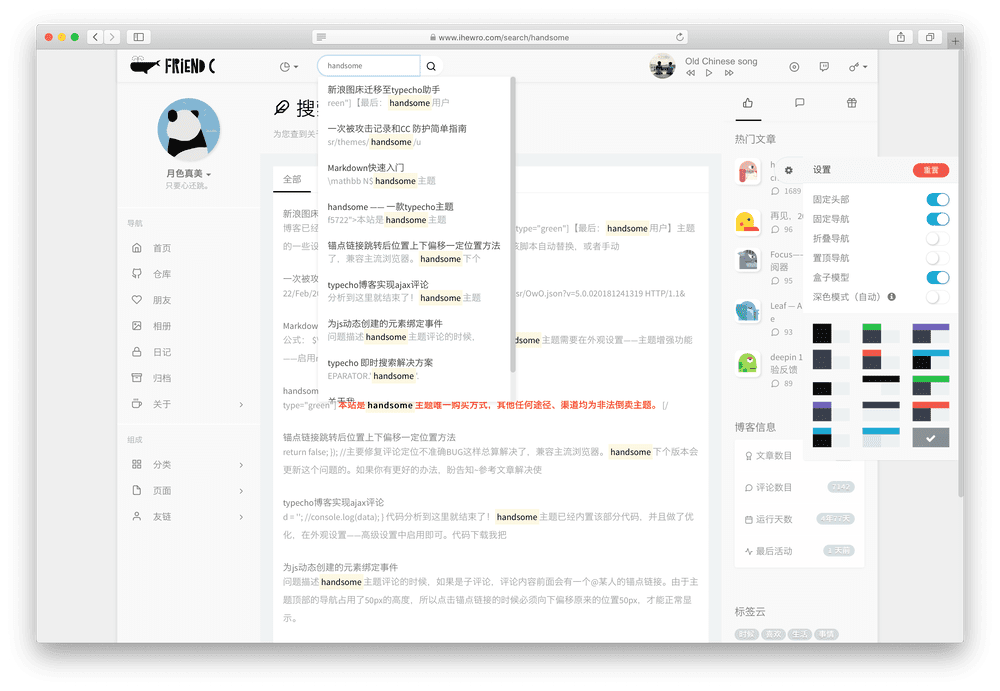 www.ihewro.com/search/handsome
FRiEND C
handsome
Old Chinese song
月色真美
只要心还跳。
导航
首页
仓库
朋友
相册
日记
归档
关于
组成
分类
页面
友链
新浪图床迁移至typecho助手
reen"]【最后： handsome 用户
一次被攻击记录和CC 防护简单指南
sr/themes/ handsome /u
Markdown快速入门
\mathbb N$ handsome 主题
handsome —— 一款typecho主题
f5722">本站是 handsome 主题
锚点链接跳转后位置上下偏移一定位置方法
了，兼容主流浏览器。 handsome 下个
typecho博客实现ajax评论
分析到这里就结束了！ handsome 主题
为js动态创建的元素绑定事件
问题描述 handsome 主题评论的时候，
typecho 即时搜索解决方案
EPARATOR.' handsome '.
为您查到关于
全部
新浪图床
博客已经
type="green"]【最后： handsome 用户】主题
的一些设
该脚本自动替换，或者手动
一次被攻
22/Feb/20
sr/OwO.json?v=5.0.020181241319 HTTP/1.1&
Markdown
公式： $
主题需要在外观设置——主题增强功能
——启用
handsome
type="green"] 本站是 handsome 主题唯一购买方式，其他任何途径、渠道均为非法倒卖主题。 [/
锚点链接跳转后位置上下偏移一定位置方法
return false; }); //主要修复评论定位不准确BUG这样总算解决了，兼容主流浏览器。 handsome 下个版本会
更新这个问题的。如果你有更好的办法，盼告知~参考文章解决使
typecho博客实现ajax评论
d = ''; //console.log(data); } 代码分析到这里就结束了！ handsome 主题已经内置该部分代码，并且做了优
化，在外观设置——高级设置中启用即可。代码下载我把
为js动态创建的元素绑定事件
问题描述 handsome 主题评论的时候，如果是子评论，评论内容前面会有一个@某人的锚点链接。由于主
题顶部的导航占用了50px的高度，所以点击锚点链接的时候必须向下偏移原来的位置50px，才能正常显
示。
热门文章
1689
再见，
96
Focus—
阅器
95
Leaf — A
93
deepin 1
验反馈
89
设置
重置
固定头部
固定导航
折叠导航
置顶导航
盒子模型
深色模式（自动）
博客信息
文章数目
评论数目
7142
运行天数
4年72天
最后活动
1 天前
标签云
时候
喜欢
生活
事情